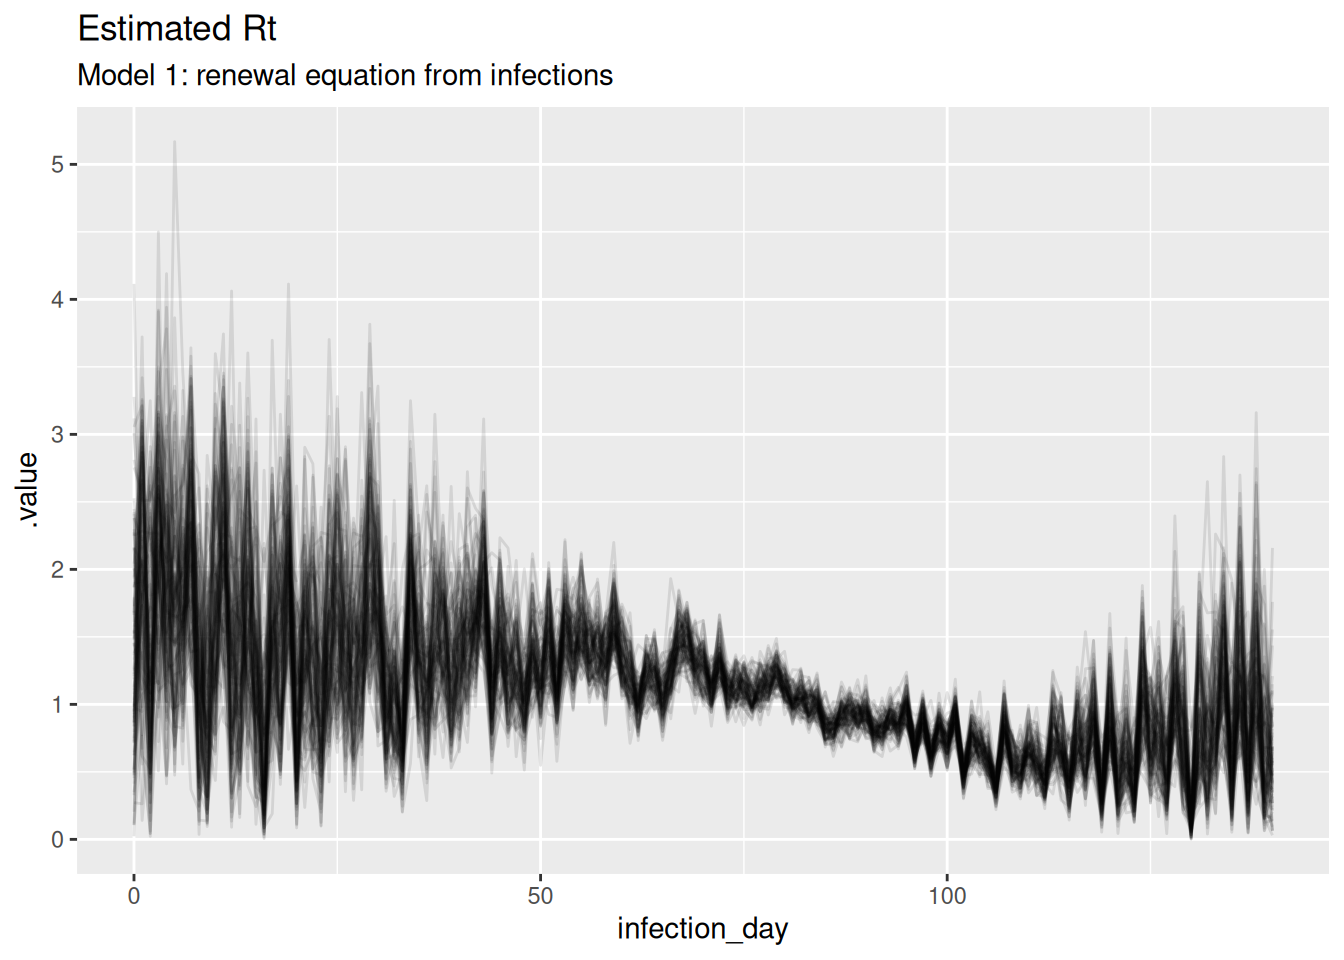 Estimated Rt
Model 1: renewal equation from infections
5
4
3
2
1
0
.value
0 50 100
infection_day